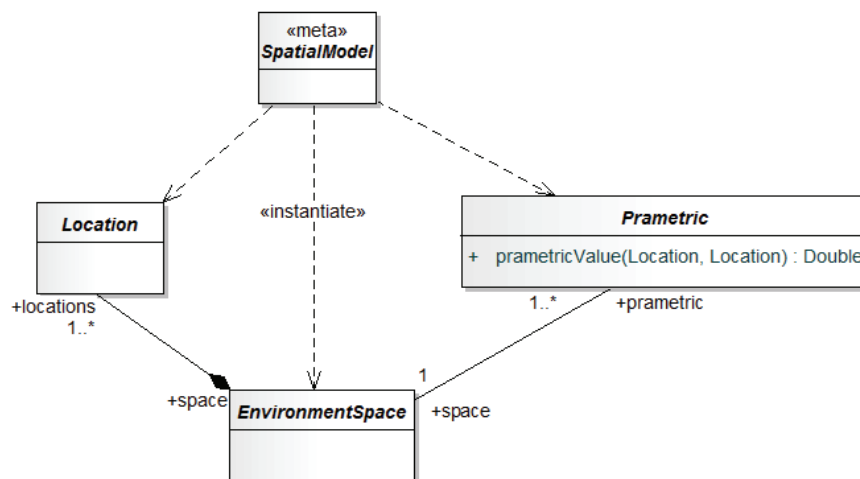 «meta»
SpatialModel
Location
«instantiate»
Prametric
+ prametricValue(Location, Location) : Double
+locations
1..*
1..*
+prametric
+space
1
+space
EnvironmentSpace